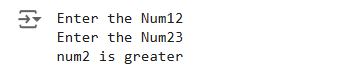 Enter the Num12
Enter the Num23
num2 is greater